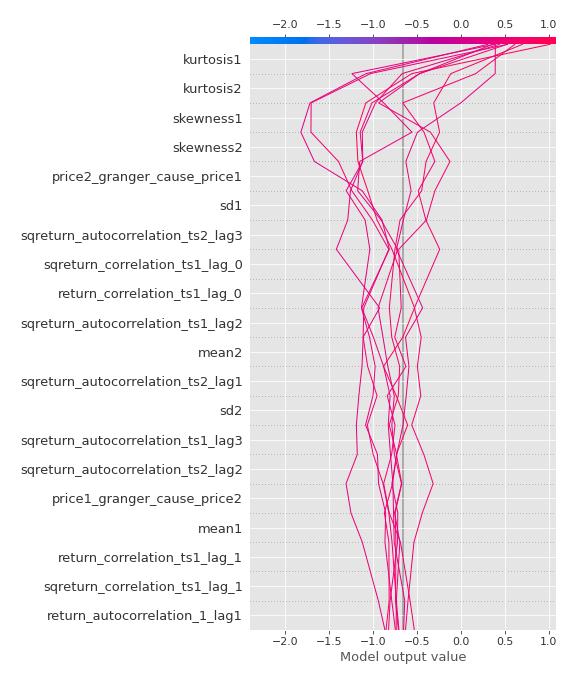 −2.0 −1.5 −1.0 −0.5 0.0 0.5 1.0
kurtosis1
kurtosis2
skewness1
skewness2
price2_granger_cause_price1
sd1
sqreturn_autocorrelation_ts2_lag3
sqreturn_correlation_ts1_lag_0
return_correlation_ts1_lag_0
sqreturn_autocorrelation_ts1_lag2
mean2
sqreturn_autocorrelation_ts2_lag1
sd2
sqreturn_autocorrelation_ts1_lag3
sqreturn_autocorrelation_ts2_lag2
price1_granger_cause_price2
mean1
return_correlation_ts1_lag_1
sqreturn_correlation_ts1_lag_1
return_autocorrelation_1_lag1
−2.0 −1.5 −1.0 −0.5 0.0 0.5 1.0
Model output value